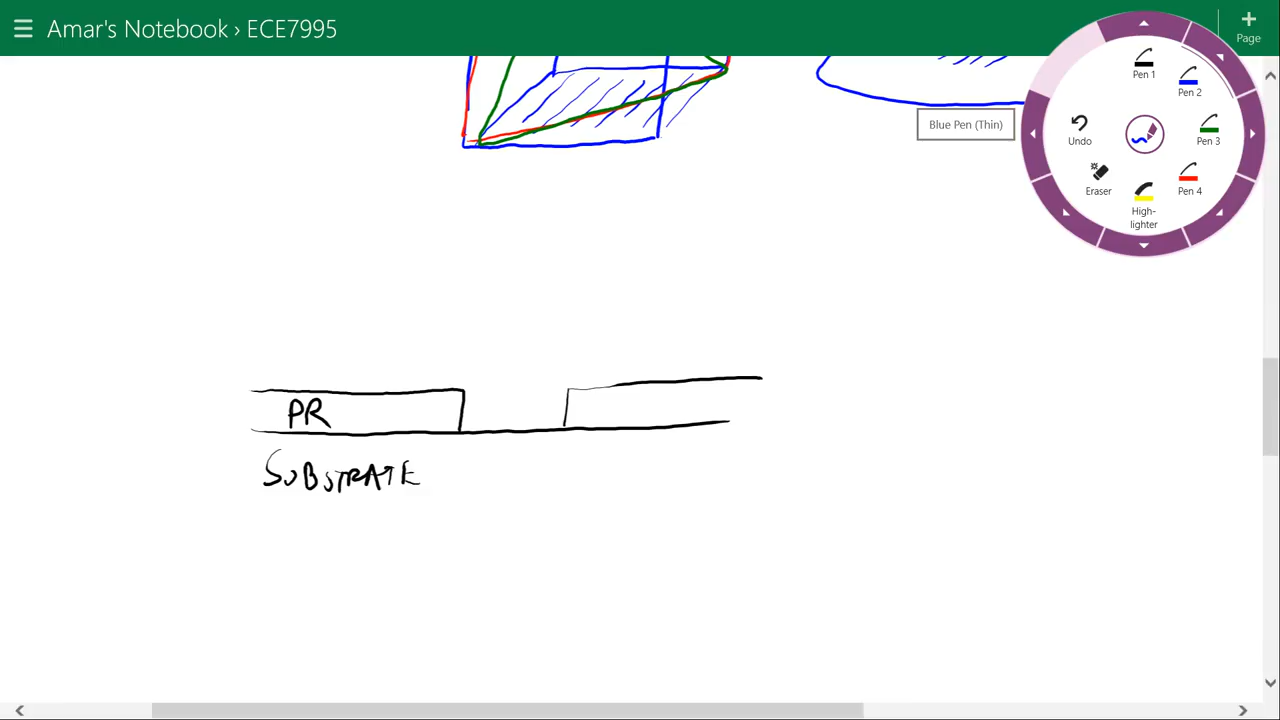 Amar's Notebook › ECE7995
Page
Pen 1
Pen 2
Blue Pen (Thin)
Undo
Pen 3
Eraser
Pen 4
High-
lighter
PR
SUBSTRATE